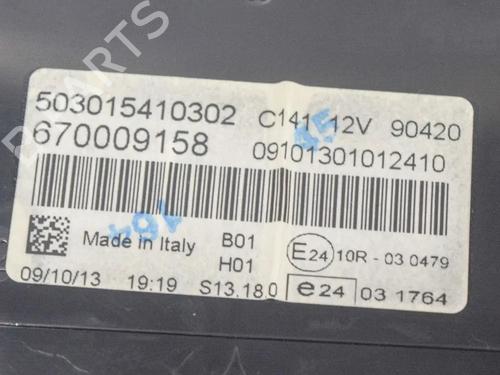 PARTS
503015410302 C141 12V 90420
670009158 09101301012410
Made in Italy B01 E24 10R - 03 0479
H01
09/10/13 19:19 S13.18.0 e24 03 1764